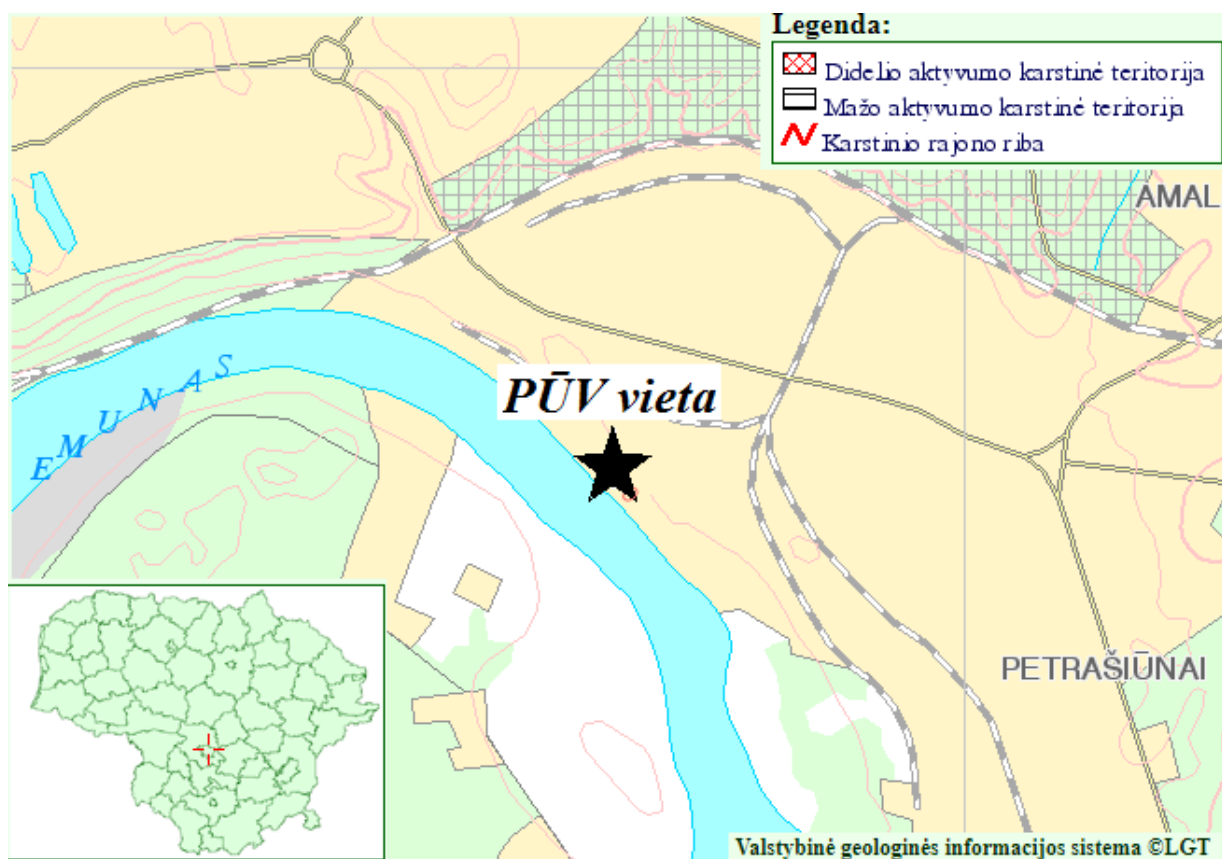 Legenda:
Didelio aktyvumo karstinė teritorija
Mažo aktyvumo karstinė teritorija
Karstinio rajono riba
AMAL
EMUNAS
PŪV vieta
PETRAŠIŪNAI
Valstybinė geologinės informacijos sistema ©LGT